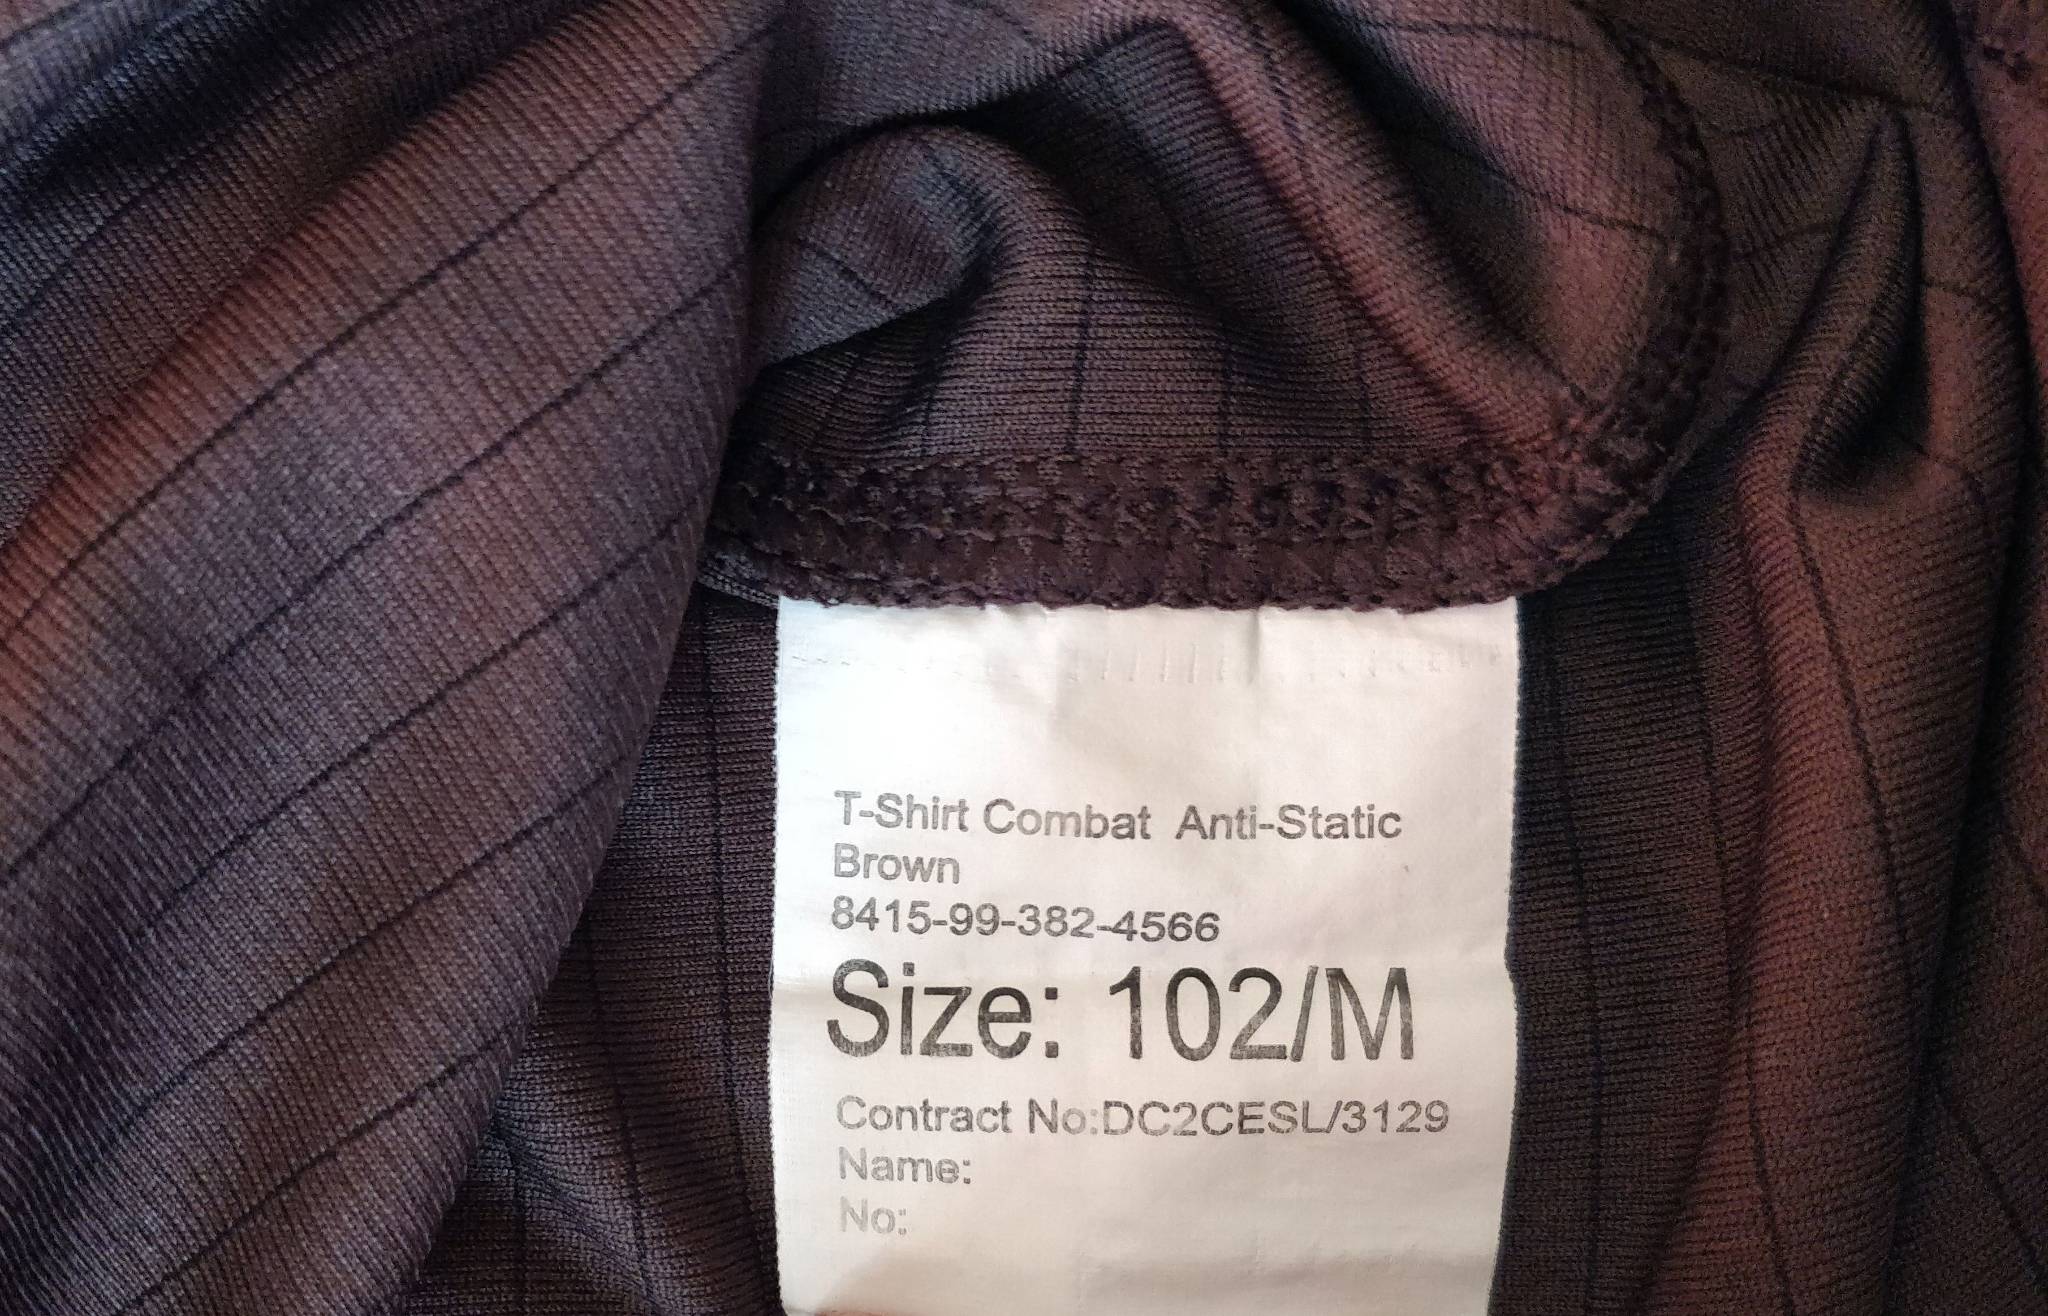 T-Shirt Combat Anti-Static
Brown
8415-99-382-4566
Size: 102/M
Contract No:DC2CESL/3129
Name:
No: